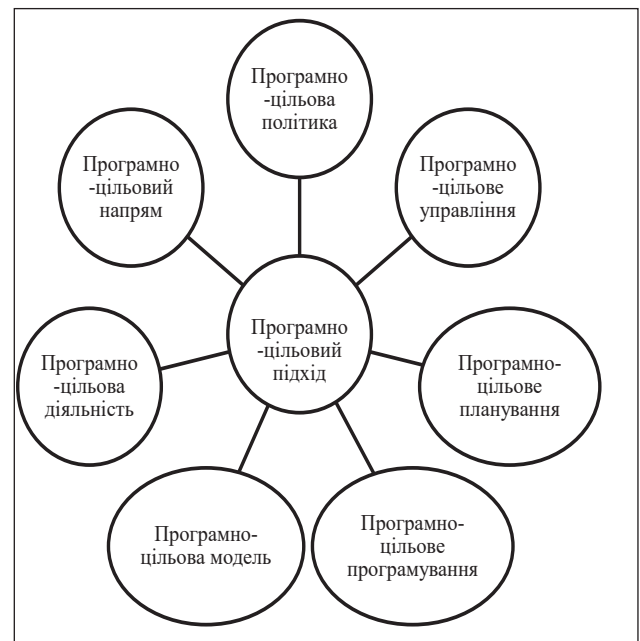 Програмно
-цільова
політика
Програмно
-цільове
управління
Програмно-
цільове
планування
Програмно-
цільове
програмування
Програмно-
цільова модель
Програмно
-цільова
діяльність
Програмно
-цільовий
напрям
Програмно
-цільовий
підхід